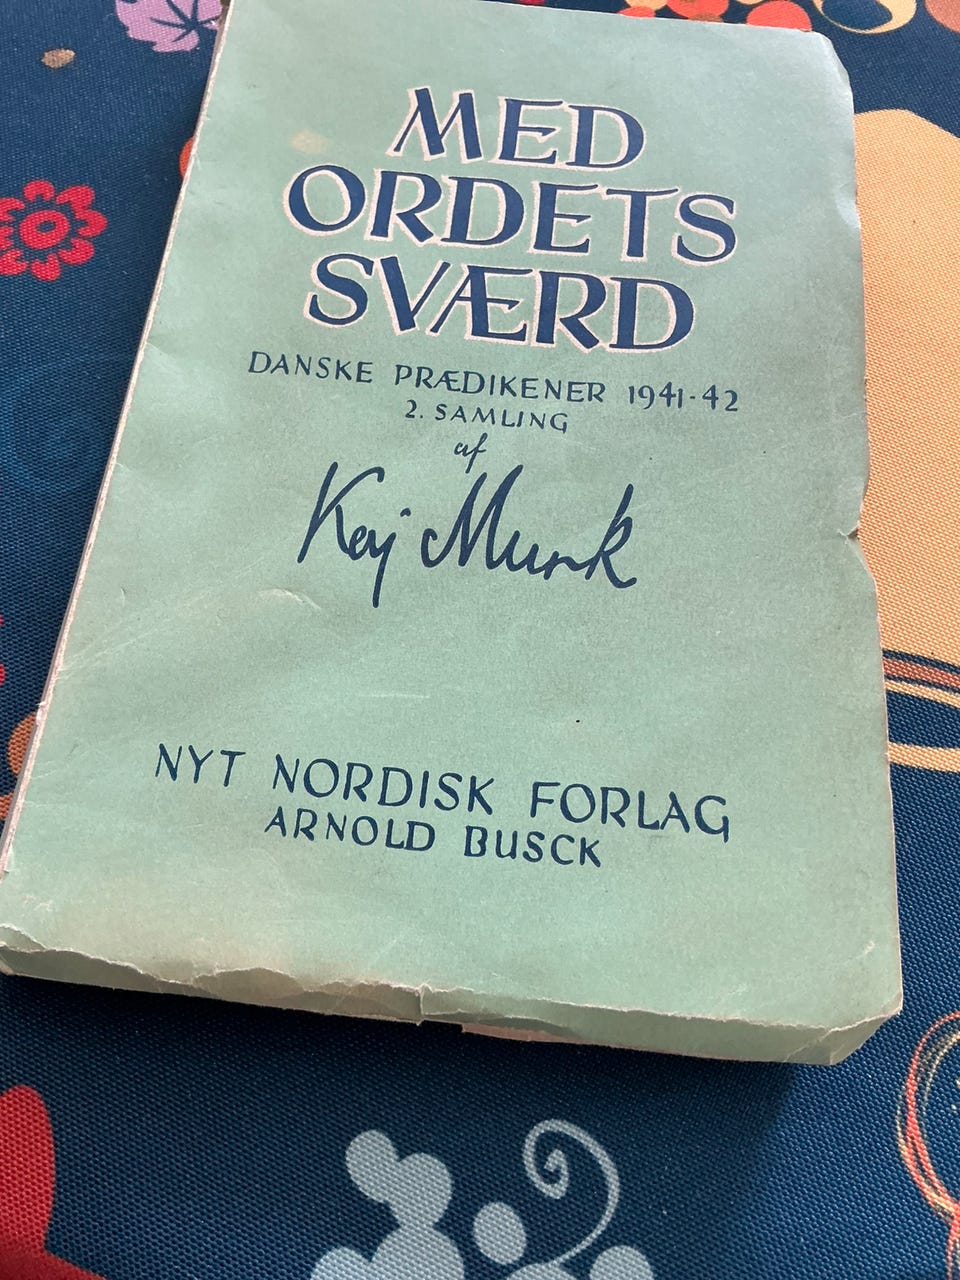 MED
ORDETS
SVÆRD
DANSKE PRÆDIKENER 1941-42
2. SAMLING
af
Kaj Munk
NYT NORDISK FORLAG
ARNOLD BUSCK